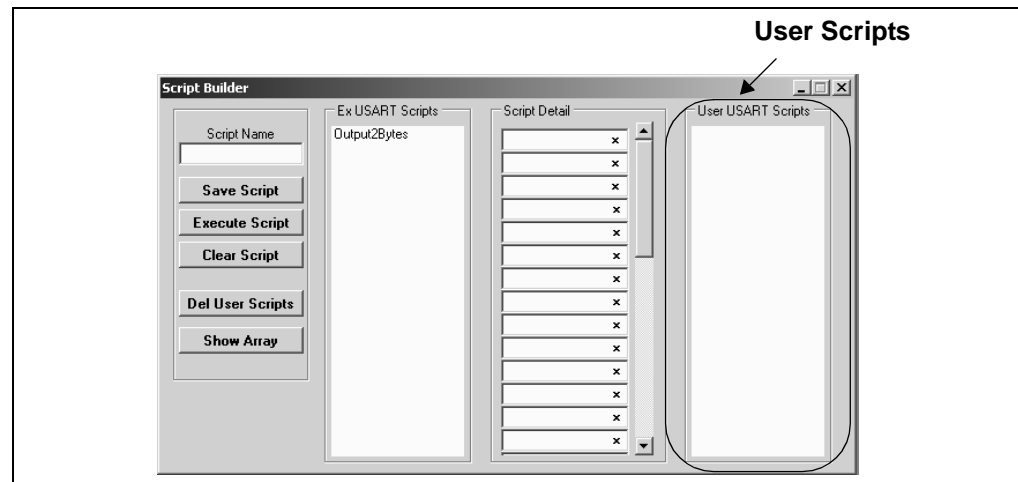 User Scripts
Script Builder
Script Name
Save Script
Execute Script
Clear Script
Del User Scripts
Show Array
Ex USART Scripts
Output2Bytes
Script Detail
x
x
x
x
x
x
x
x
x
x
x
x
x
x
User USART Scripts